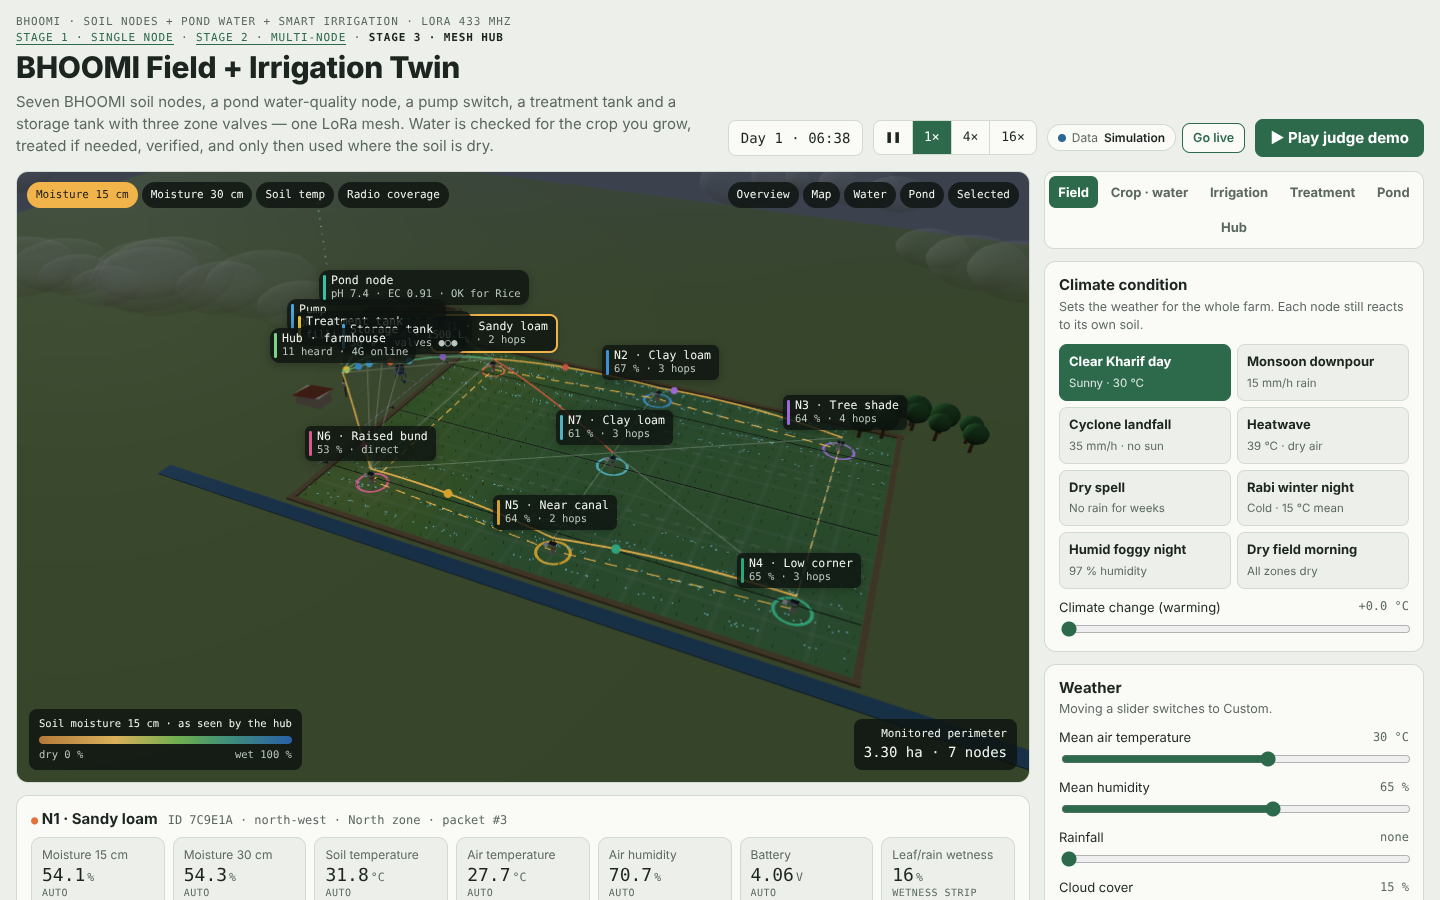 BHOOMI · SOIL NODES + POND WATER + SMART IRRIGATION · LORA 433 MHZ
STAGE 1 · SINGLE NODE · STAGE 2 · MULTI-NODE · STAGE 3 · MESH HUB
BHOOMI Field + Irrigation Twin
Seven BHOOMI soil nodes, a pond water-quality node, a pump switch, a treatment tank and a
storage tank with three zone valves — one LoRa mesh. Water is checked for the crop you grow,
treated if needed, verified, and only then used where the soil is dry.
Day 1 · 06:38
1×
4×
16×
Data Simulation
Go live
▶ Play judge demo
Moisture 15 cm
Moisture 30 cm
Soil temp
Radio coverage
Overview
Map
Water
Pond
Selected
Pond node
pH 7.4 · EC 0.91 · OK for Rice
Pump
Treatment tank
Storage tank
Hub · farmhouse
11 heard · 4G online
Sandy loam
· 2 hops
N2 · Clay loam
67 % · 3 hops
N3 · Tree shade
64 % · 4 hops
N7 · Clay loam
61 % · 3 hops
N6 · Raised bund
53 % · direct
N5 · Near canal
64 % · 2 hops
N4 · Low corner
65 % · 3 hops
Soil moisture 15 cm · as seen by the hub
dry 0 %
wet 100 %
Monitored perimeter
3.30 ha · 7 nodes
N1 · Sandy loam ID 7C9E1A · north-west · North zone · packet #3
Moisture 15 cm
54.1 %
AUTO
Moisture 30 cm
54.3 %
AUTO
Soil temperature
31.8 °C
AUTO
Air temperature
27.7 °C
AUTO
Air humidity
70.7 %
AUTO
Battery
4.06 V
AUTO
Leaf/rain wetness
16 %
WETNESS STRIP
Field
Crop · water
Irrigation
Treatment
Pond
Hub
Climate condition
Sets the weather for the whole farm. Each node still reacts
to its own soil.
Clear Kharif day
Sunny · 30 °C
Monsoon downpour
15 mm/h rain
Cyclone landfall
35 mm/h · no sun
Heatwave
39 °C · dry air
Dry spell
No rain for weeks
Rabi winter night
Cold · 15 °C mean
Humid foggy night
97 % humidity
Dry field morning
All zones dry
Climate change (warming)
+0.0 °C
Weather
Moving a slider switches to Custom.
Mean air temperature
30 °C
Mean humidity
65 %
Rainfall
none
Cloud cover
15 %